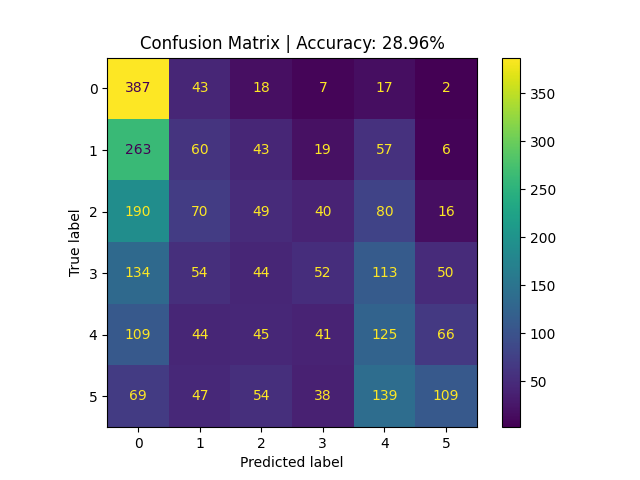 Confusion Matrix | Accuracy: 28.96%
True label
0 387 43 18 7 17 2
1 263 60 43 19 57 6
2 190 70 49 40 80 16
3 134 54 44 52 113 50
4 109 44 45 41 125 66
5 69 47 54 38 139 109
0 1 2 3 4 5
Predicted label
350
300
250
200
150
100
50